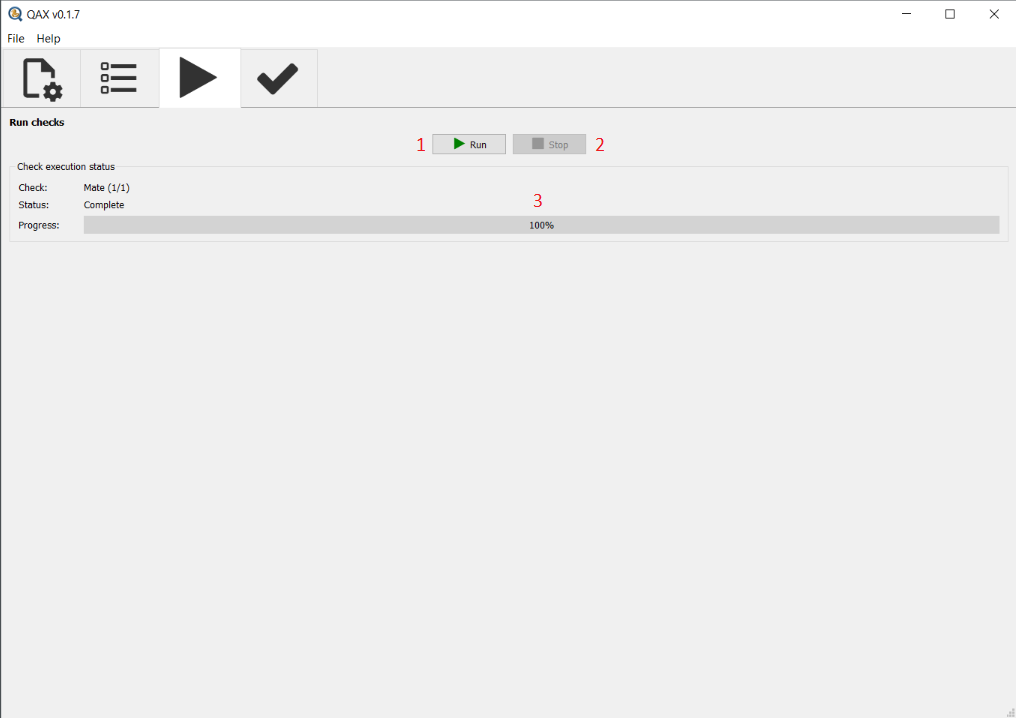 QAX v0.1.7
File Help
Run checks
1 Run Stop 2
Check execution status
Check: Mate (1/1)
3
Status: Complete
Progress: 100%